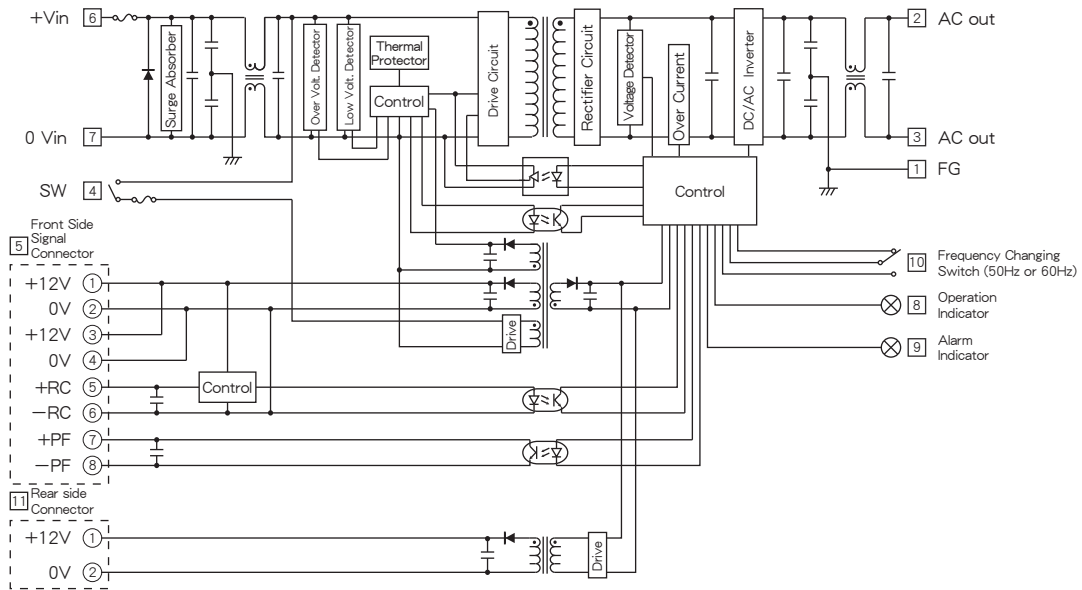 +Vin 6
2 AC out
Surge Absorber
Over Volt. Detector
Low Volt. Detector
Thermal
Protector
Control
Drive Circuit
Rectifier Circuit
Voltage Detector
Over Current
DC/AC Inverter
0 Vin 7
3 AC out
1 FG
SW 4
Control
5 Front Side
Signal
Connector
10 Frequency Changing
Switch (50Hz or 60Hz)
+12V 1
0V 2
+12V 3
0V 4
Drive
8 Operation
Indicator
9 Alarm
Indicator
+RC 5
Control
−RC 6
+PF 7
−PF 8
11 Rear side
Connector
+12V 1
0V 2
Drive